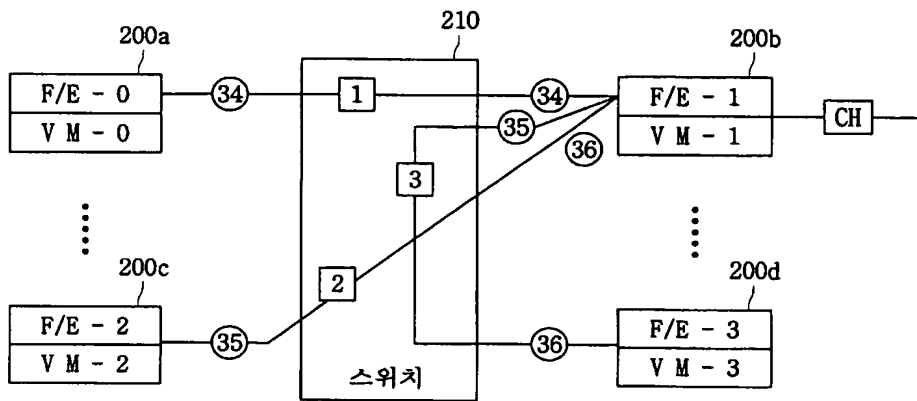 210
200a
200b
F/E - 0
34
1
34
F/E - 1
V M - 0
35
V M - 1
CH
36
3
200c
2
200d
F/E - 2
35
36
F/E - 3
V M - 2
V M - 3
스위치